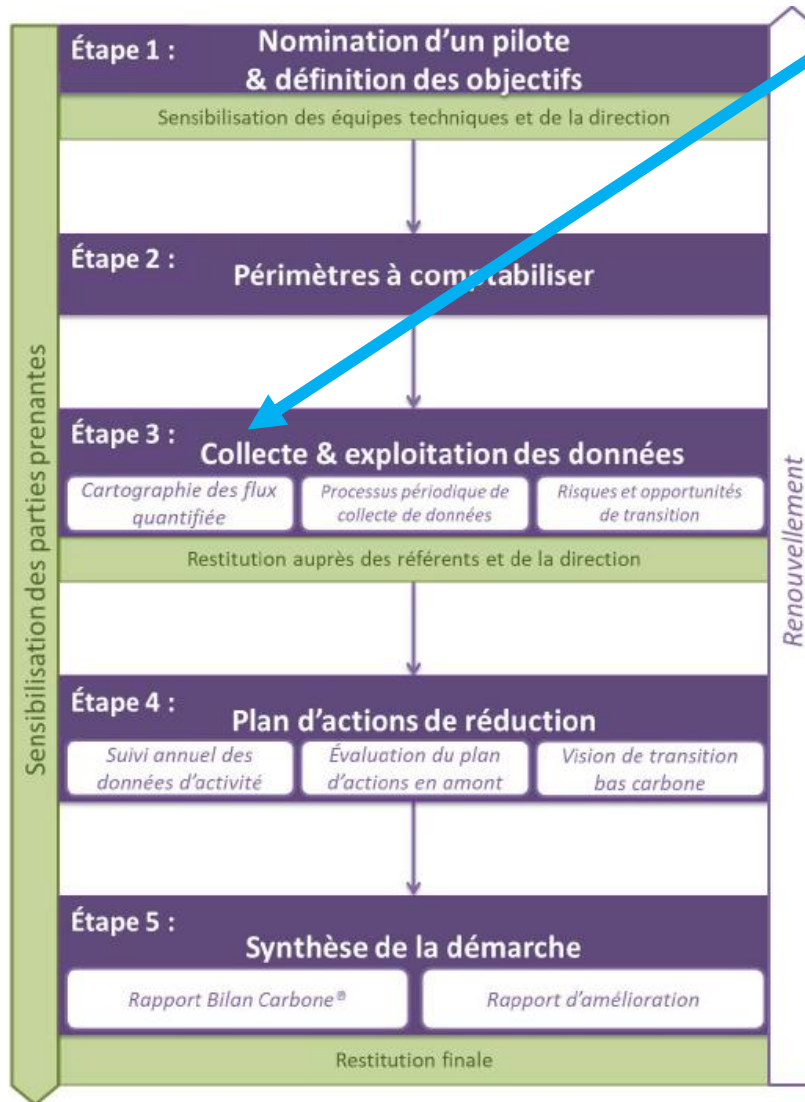 Étape 1 :
Nomination d'un pilote
& définition des objectifs
Sensibilisation des équipes techniques et de la direction
Étape 2 :
Périmètres à comptabiliser
Étape 3 :
Collecte & exploitation des données
Cartographie des flux
quantifiée
Processus périodique de
collecte de données
Risques et opportunités
de transition
Restitution auprès des référents et de la direction
Étape 4 :
Plan d'actions de réduction
Suivi annuel des
données d'activité
Évaluation du plan
d'actions en amont
Vision de transition
bas carbone
Étape 5 :
Synthèse de la démarche
Rapport Bilan Carbone®
Rapport d'amélioration
Restitution finale
Sensibilisation des parties prenantes
Renouvellement